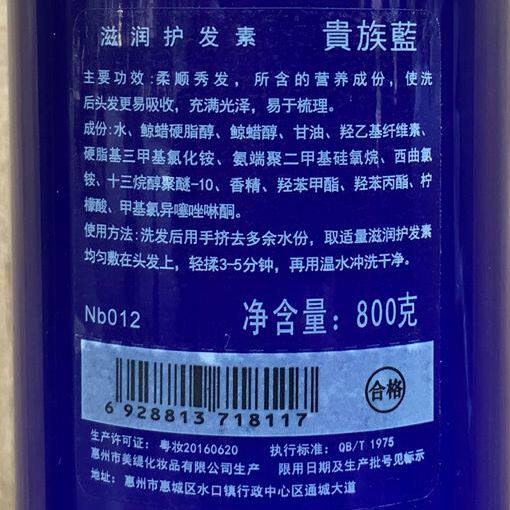 滋润护发素 貴族藍
主要功效:柔顺秀发，所含的营养成份，使洗
后头发更易吸收，充满光泽，易于梳理。
成份:水、鲸蜡硬脂醇、鲸蜡醇、甘油、羟乙基纤维素、
硬脂基三甲基氯化铵、氨端聚二甲基硅氧烷、西曲氯
铵、十三烷醇聚醚-10、香精、羟苯甲酯、羟苯丙酯、柠
檬酸、甲基氯异噻唑啉酮。
使用方法:洗发后用手挤去多余水份，取适量滋润护发素
均匀敷在头发上，轻揉3-5分钟，再用温水冲洗干净。
Nb012 净含量: 800克
合格
6 928813 718117
生产许可证: 粤妆20160620 执行标准: QB/T 1975
惠州市美缇化妆品有限公司生产 限用日期及生产批号见标示
地址: 惠州市惠城区水口镇行政中心区通城大道